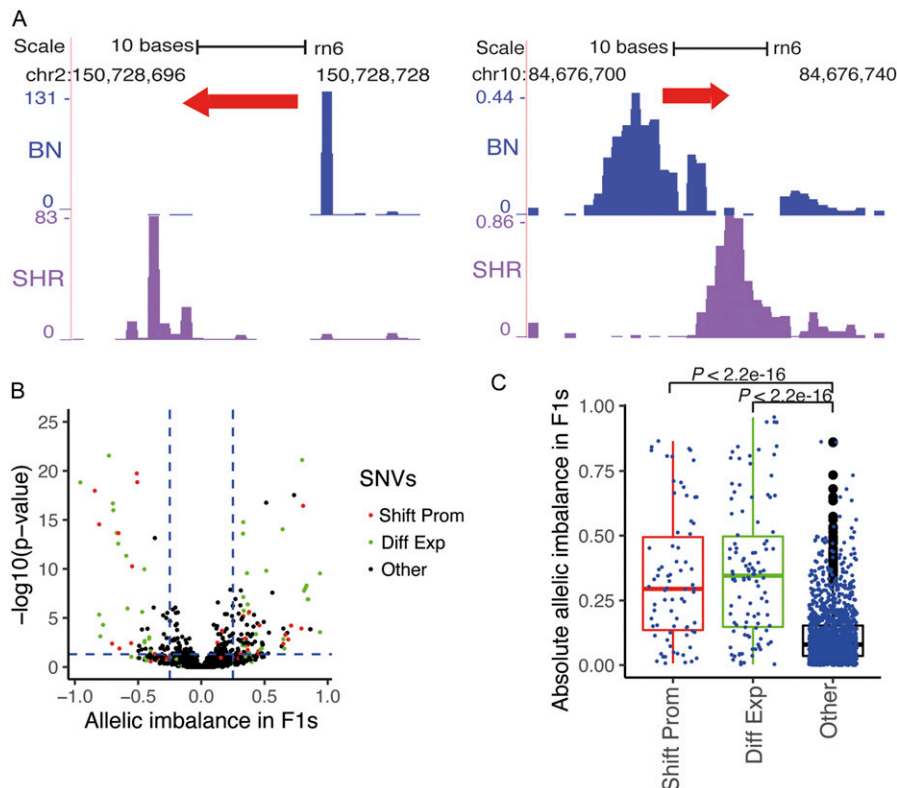 A
Scale 10 bases rn6
chr2:150,728,696 150,728,728
131
BN
0
83
SHR
0
Scale 10 bases rn6
chr10:84,676,700 84,676,740
0.44
BN
0
0.86
SHR
0
B
25
20
15
10
5
0
-log10(p-value)
-1.0 -0.5 0.0 0.5 1.0
Allelic imbalance in F1s
SNVs
Shift Prom
Diff Exp
Other
C
P < 2.2e-16
P < 2.2e-16
1.00
0.75
0.50
0.25
0.00
Absolute allelic imbalance in F1s
Shift Prom
Diff Exp
Other